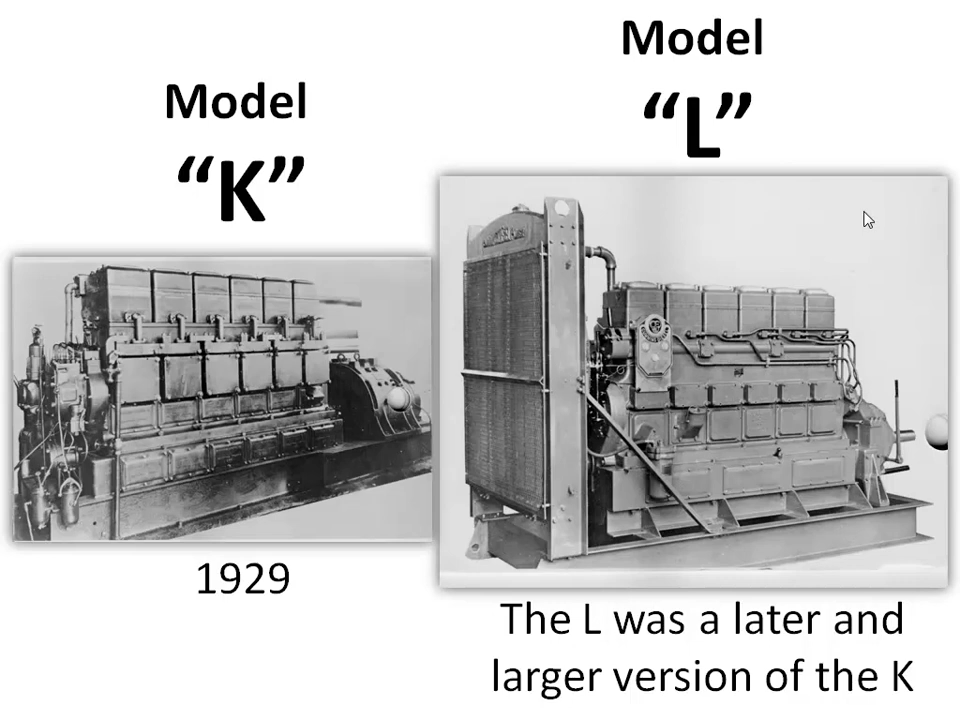 Model
“K”
1929
Model
“L”
The L was a later and
larger version of the K